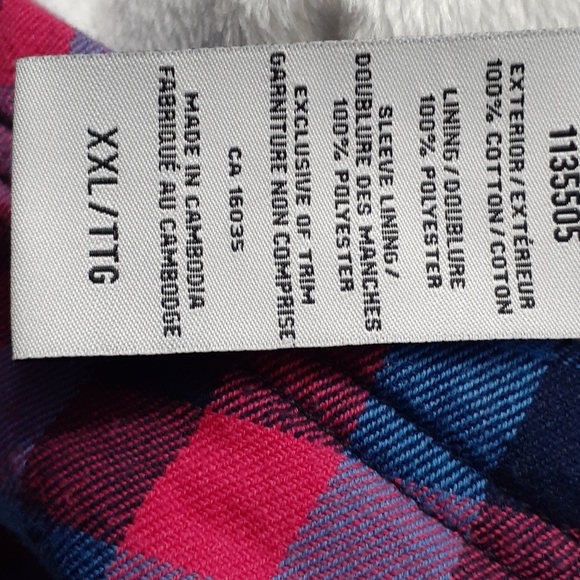 1135505
EXTERIOR/EXTÉRIEUR
100% COTTON/COTON
LINING/DOUBLURE
100% POLYESTER
SLEEVE LINING/
DOUBLURE DES MANCHES
100% POLYESTER
EXCLUSIVE OF TRIM
GARNITURE NON COMPRISE
CA 16035
MADE IN CAMBODIA
FABRIQUÉ AU CAMBODGE
XXL/TTG